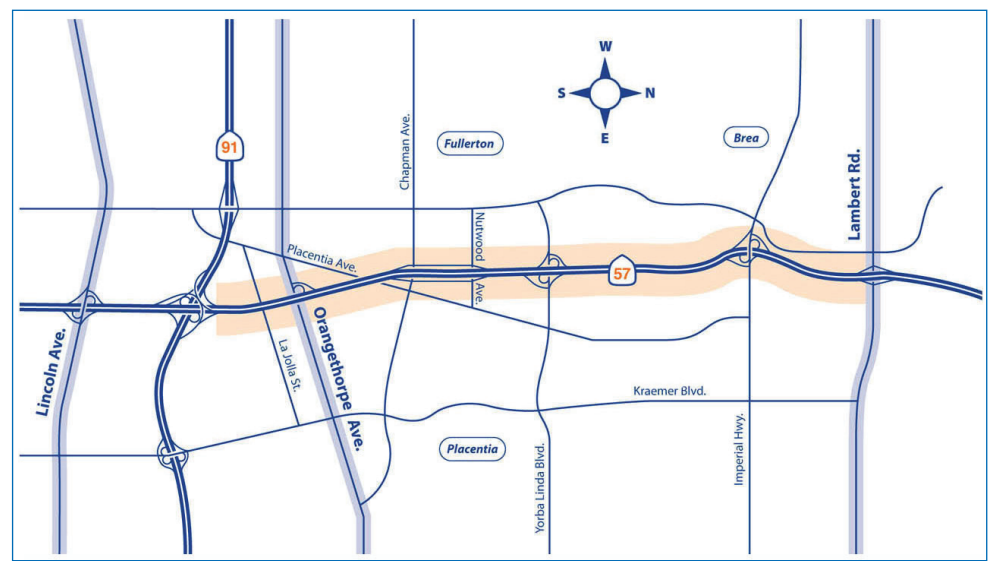 W
S
N
E
91
Chapman Ave.
Fullerton
Brea
Lambert Rd.
Nutwood
Ave.
Placentia Ave.
57
Lincoln Ave.
Orangethorpe Ave.
La Jolla St.
Kraemer Blvd.
Placentia
Yorba Linda Blvd.
Imperial Hwy.